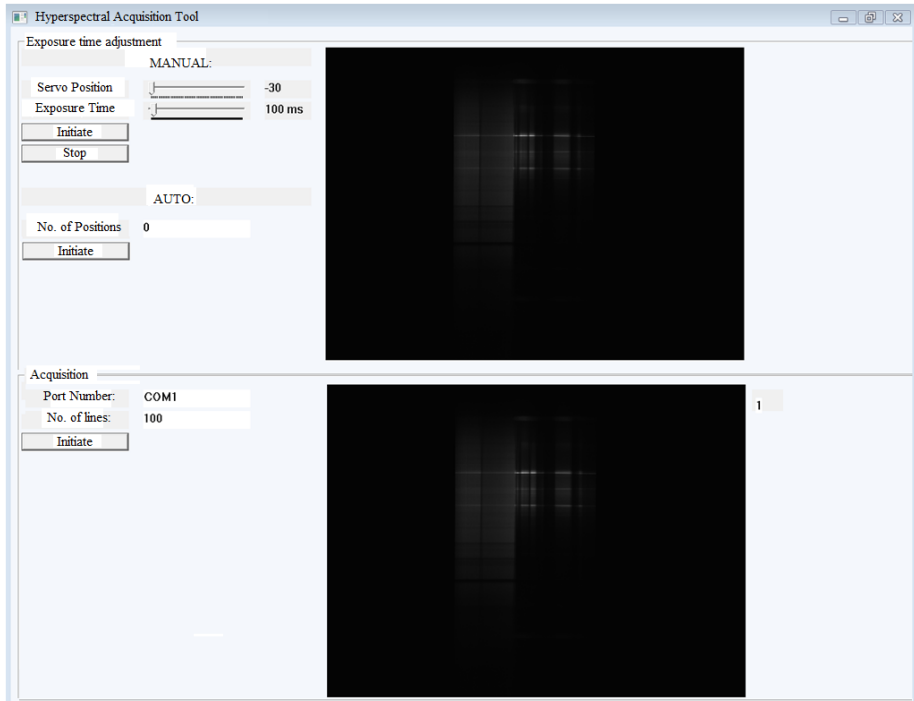 Hyperspectral Acquisition Tool
Exposure time adjustment
MANUAL:
Servo Position -30
Exposure Time 100 ms
Initiate
Stop
AUTO:
No. of Positions 0
Initiate
Acquisition
Port Number: COM1
No. of lines: 100
Initiate
1